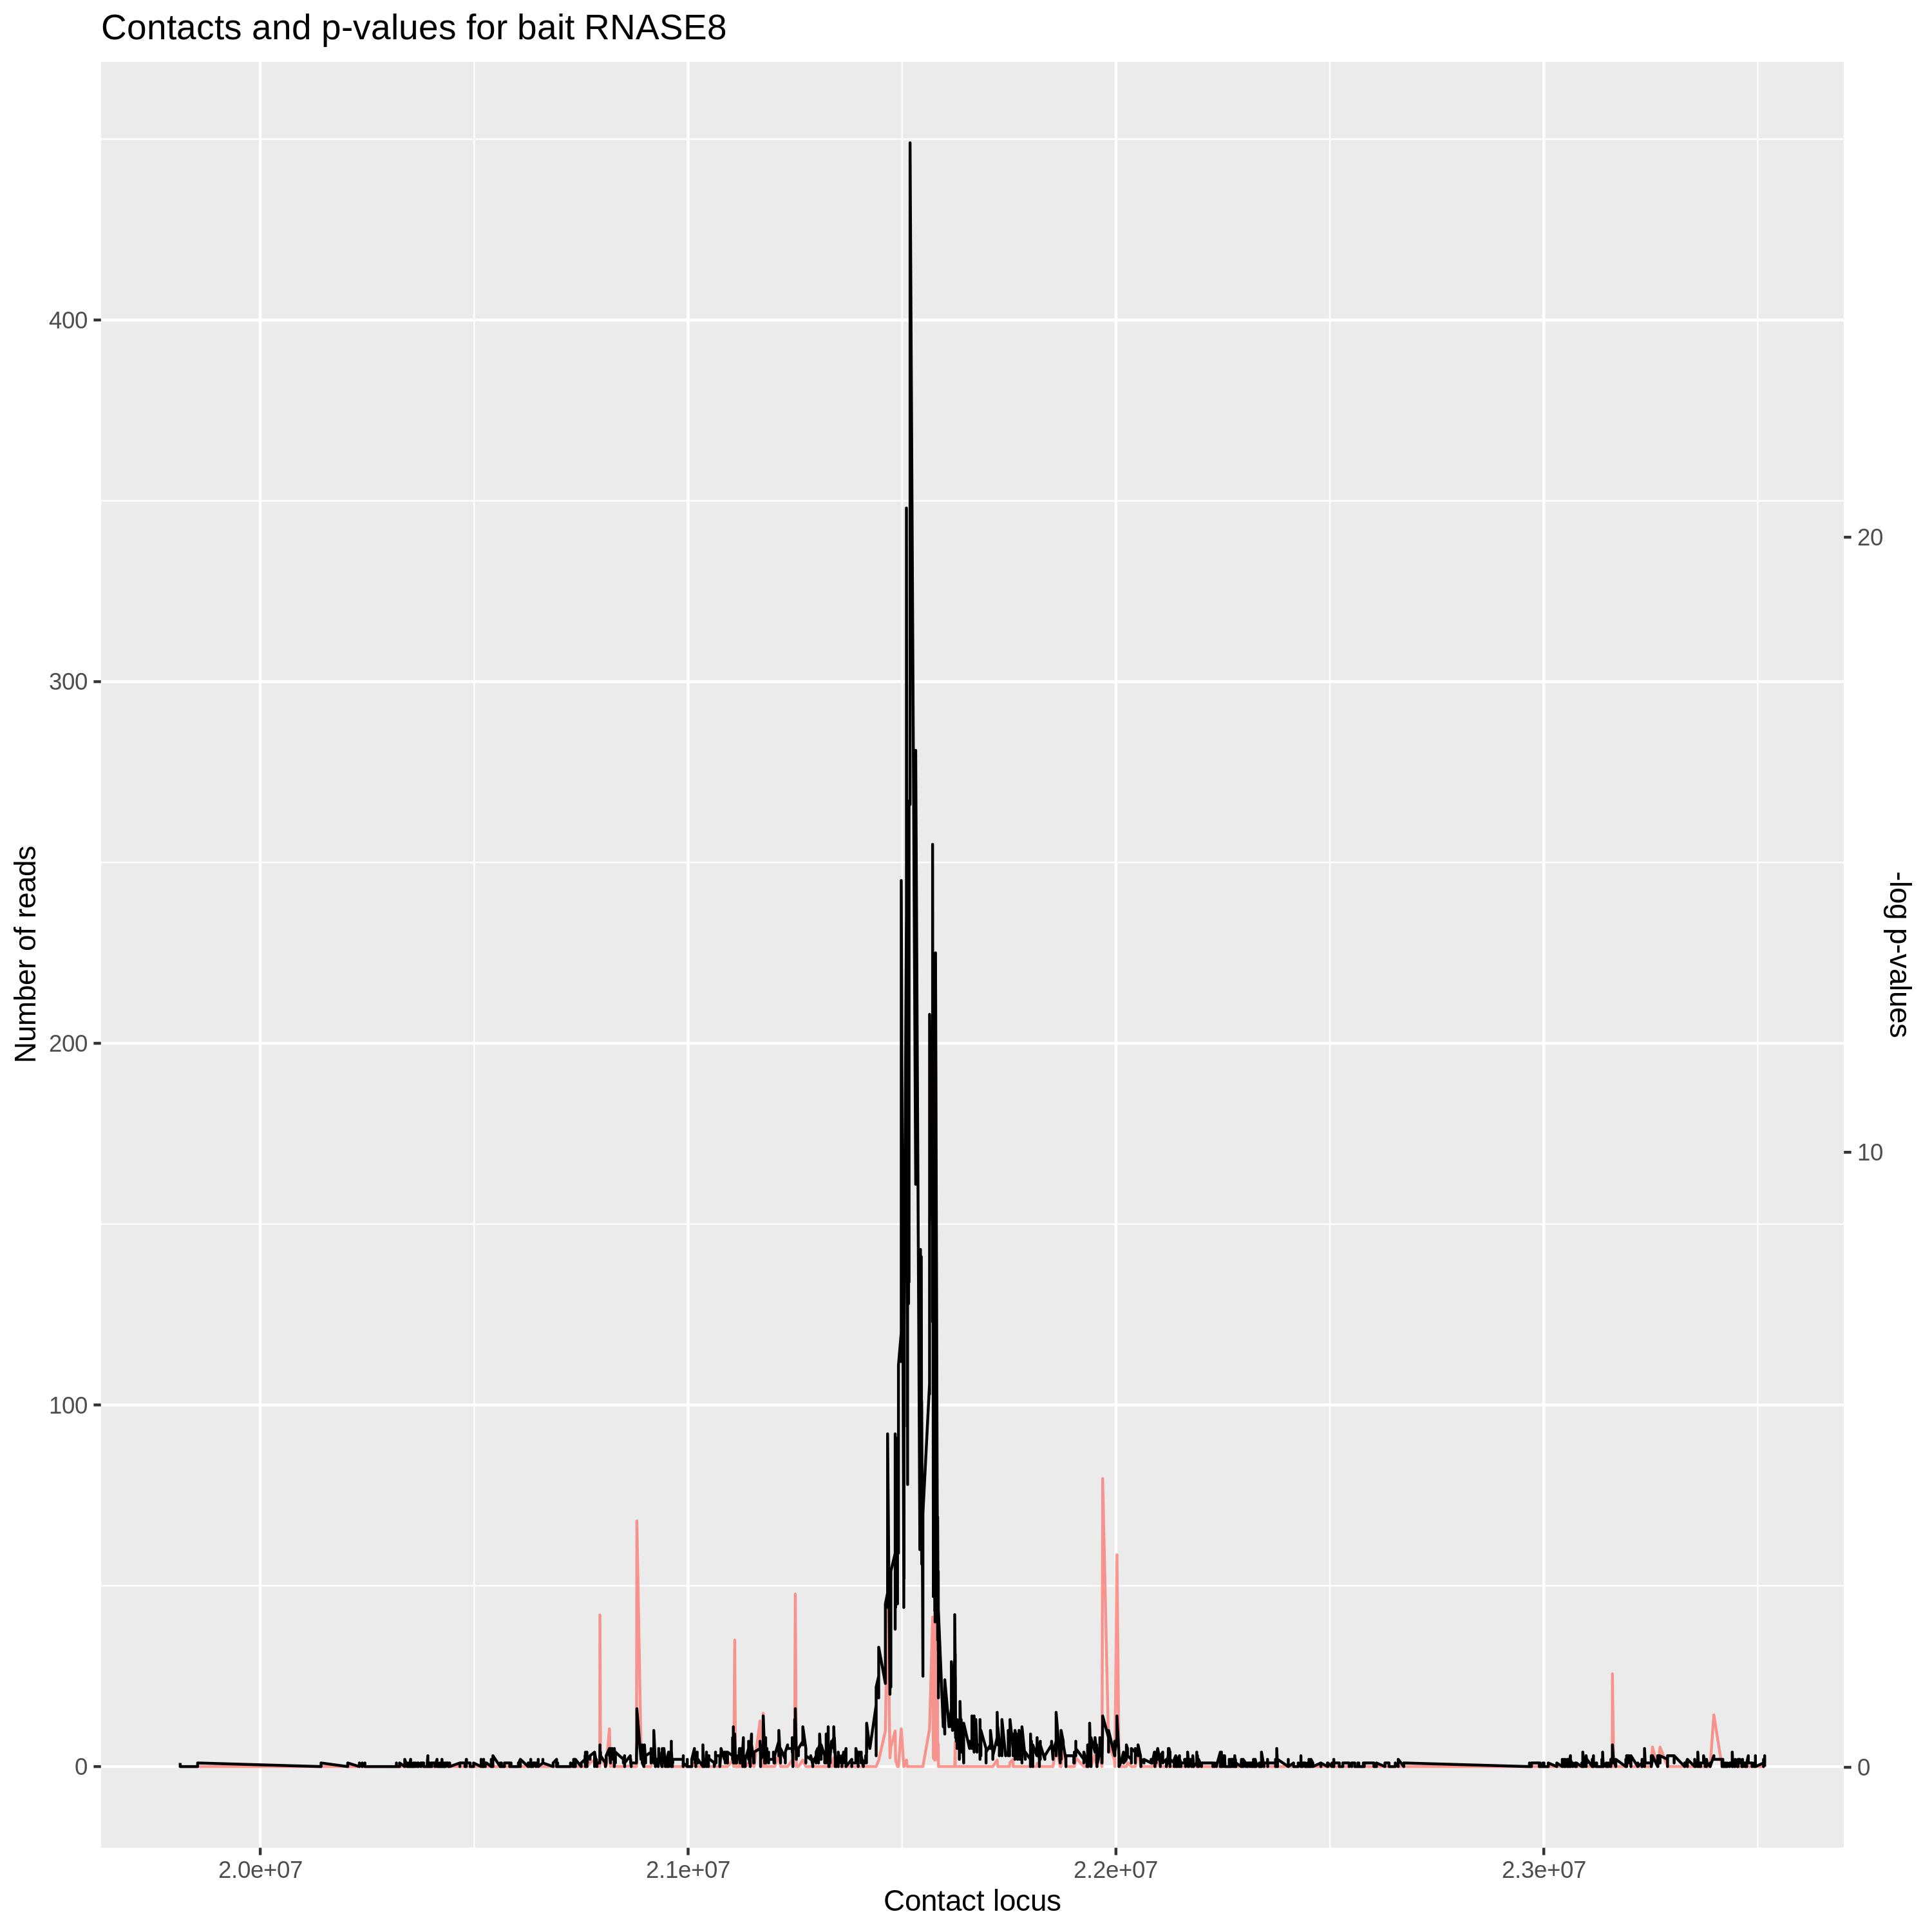 Contacts and p-values for bait RNASE8
400
300
200
100
0
20
10
0
Number of reads
-log p-values
2.0e+07
2.1e+07
2.2e+07
2.3e+07
Contact locus